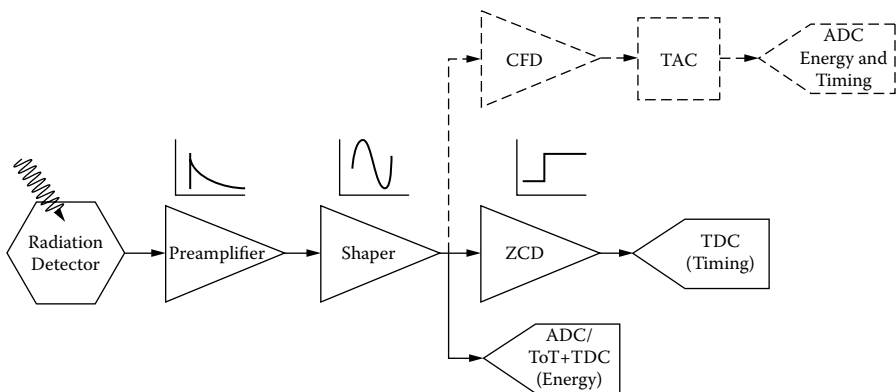 CFD
TAC
ADC
Energy and
Timing
Radiation
Detector
Preamplifier
Shaper
ZCD
TDC
(Timing)
ADC/
ToT+TDC
(Energy)